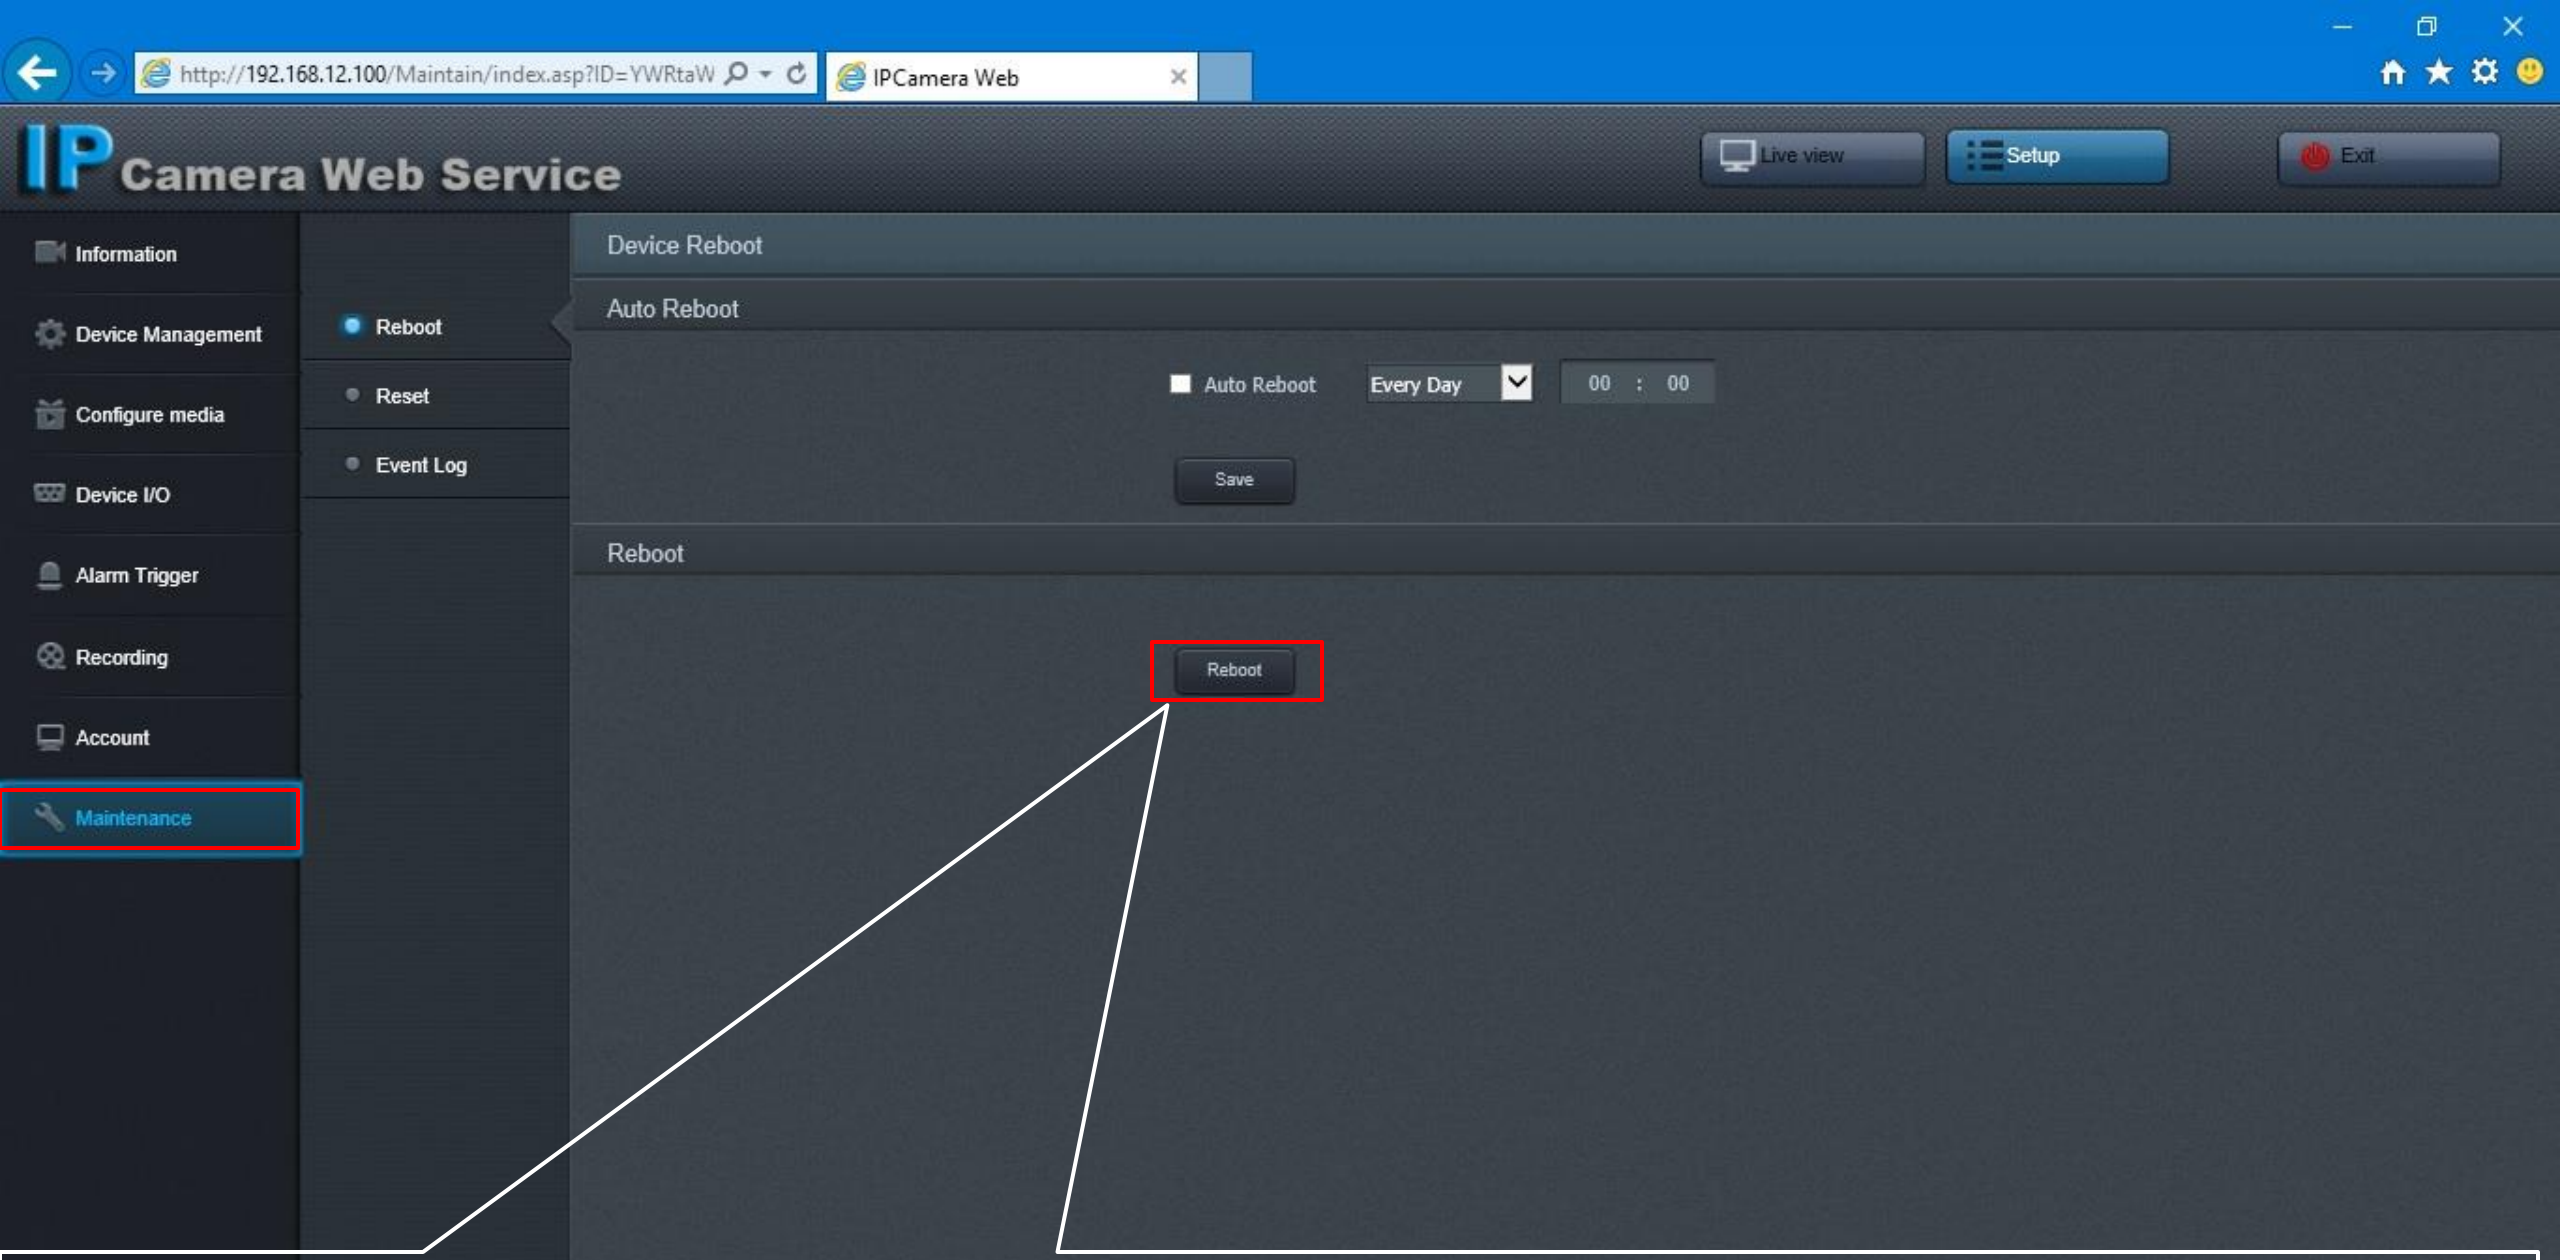 http://192.168.12.100/Maintain/index.asp?ID=YWRtaW
IPCamera Web
IP Camera Web Service
Live view
Setup
Exit
Information
Device Management
Configure media
Device I/O
Alarm Trigger
Recording
Account
Maintenance
Reboot
Reset
Event Log
Device Reboot
Auto Reboot
Auto Reboot Every Day 00 : 00
Save
Reboot
Reboot